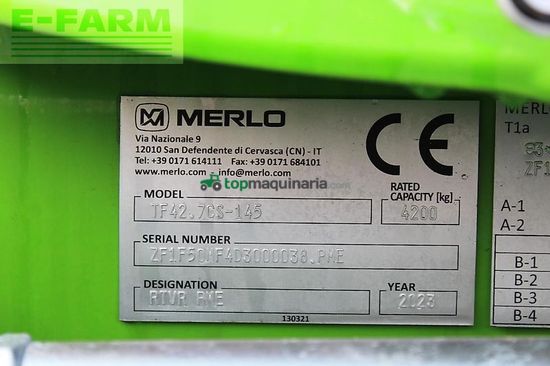 E-FARM
MERLO
Via Nazionale 9
12010 San Defendente di Cervasca (CN) - IT
Tel: +39 0171 614111 Fax: +39 0171 684101
www.merlo.com - info@merlo.com
CE
topmaquinaria.com
MODEL
TF42.7CS-145
RATED
CAPACITY [kg]
4200
SERIAL NUMBER
DESIGNATION
YEAR
2023
130321
MERLO
T1a
ZF1
A-1
A-2
B-1
B-2
B-3
B-4